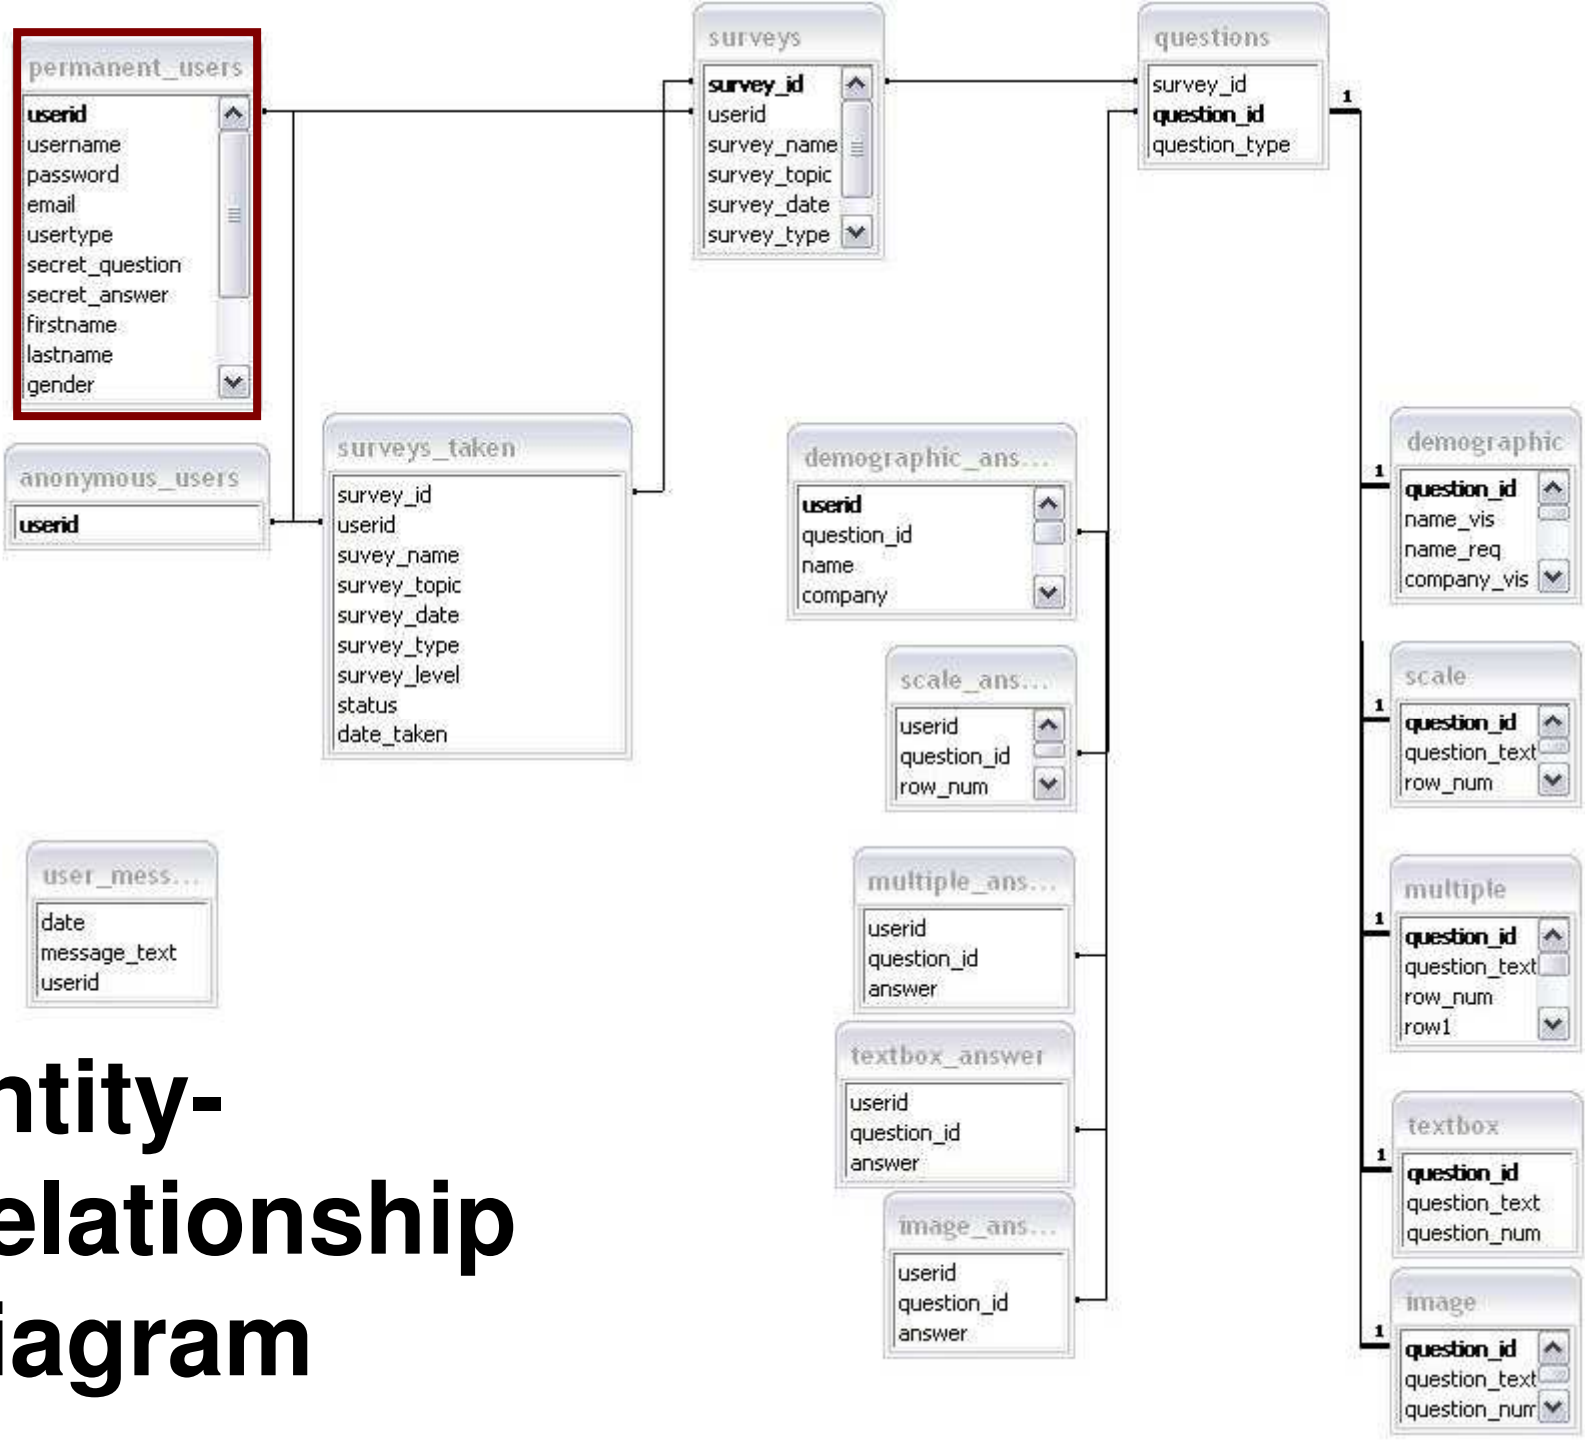 permanent_users
userid
username
password
email
usertype
secret_question
secret_answer
firstname
lastname
gender
surveys
survey_id
userid
survey_name
survey_topic
survey_date
survey_type
questions
survey_id
question_id
question_type
1
anonymous_users
userid
surveys_taken
survey_id
userid
suvey_name
survey_topic
survey_date
survey_type
survey_level
status
date_taken
demographic_ans...
userid
question_id
name
company
1
demographic
question_id
name_vis
name_req
company_vis
scale_ans...
userid
question_id
row_num
1
scale
question_id
question_text
row_num
user_mess...
date
message_text
userid
multiple_ans...
userid
question_id
answer
1
multiple
question_id
question_text
row_num
row1
textbox_answer
userid
question_id
answer
1
textbox
question_id
question_text
question_num
image_ans...
userid
question_id
answer
1
image
question_id
question_text
question_num
ntity-
elationship
iagram